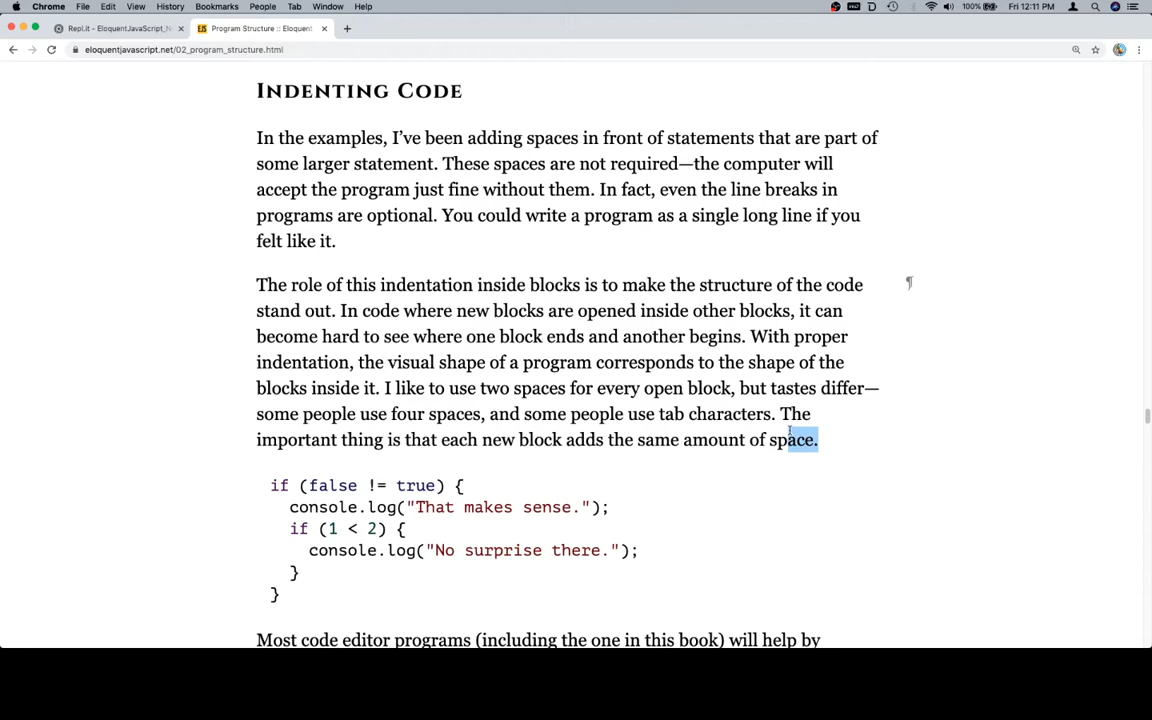 Chrome File Edit View History Bookmarks People Tab Window Help 100% Fri 12:11 PM
Repl.it - EloquentJavaScript_N Program Structure :: Eloquent
eloquentjavascript.net/02_program_structure.html
INDENTING CODE
In the examples, I’ve been adding spaces in front of statements that are part of
some larger statement. These spaces are not required—the computer will
accept the program just fine without them. In fact, even the line breaks in
programs are optional. You could write a program as a single long line if you
felt like it.
The role of this indentation inside blocks is to make the structure of the code ¶
stand out. In code where new blocks are opened inside other blocks, it can
become hard to see where one block ends and another begins. With proper
indentation, the visual shape of a program corresponds to the shape of the
blocks inside it. I like to use two spaces for every open block, but tastes differ—
some people use four spaces, and some people use tab characters. The
important thing is that each new block adds the same amount of space.
if (false != true) {
  console.log("That makes sense.");
  if (1 < 2) {
    console.log("No surprise there.");
  }
}
Most code editor programs (including the one in this book) will help by